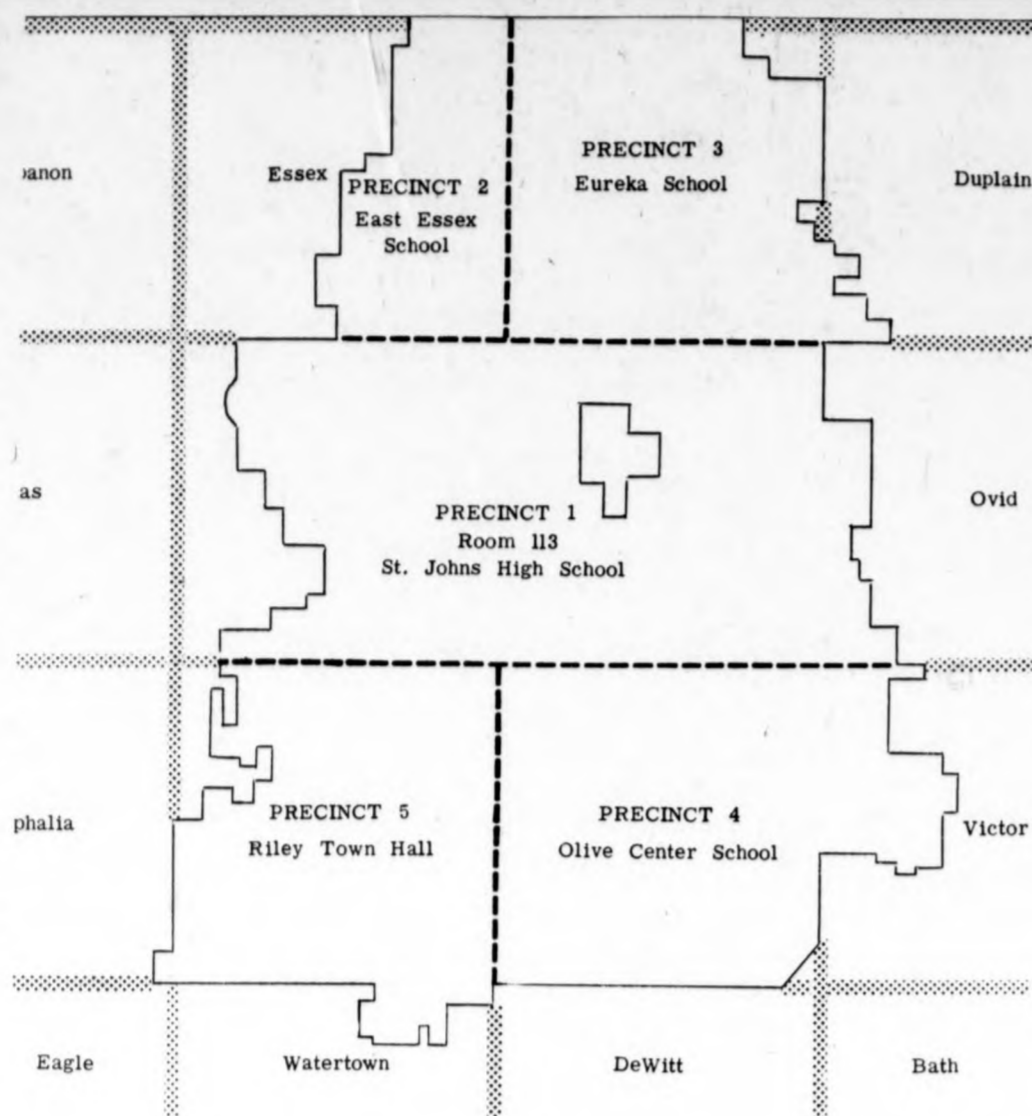 PRECINCT 3
Eureka School
banon
Essex
PRECINCT 2
East Essex
School
Duplain
as
PRECINCT 1
Room 113
St. Johns High School
Ovid
phalia
PRECINCT 5
Riley Town Hall
PRECINCT 4
Olive Center School
Victor
Eagle
Watertown
DeWitt
Bath